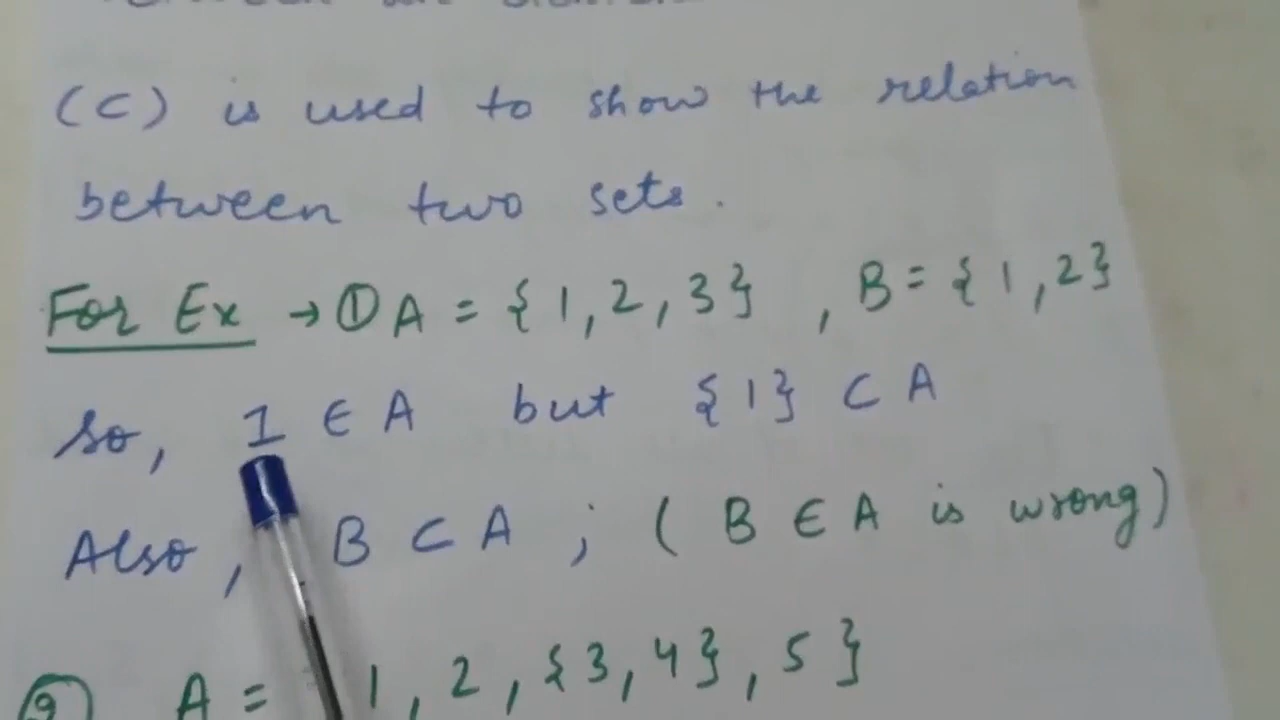 (⊂) is used to show the relation
between two sets.
For Ex → ① A = {1, 2, 3} , B = {1, 2}
So, 1 ∈ A but {1} ⊂ A
Also, B ⊂ A ; ( B ∈ A is wrong)
② A = 1, 2, {3, 4}, 5}